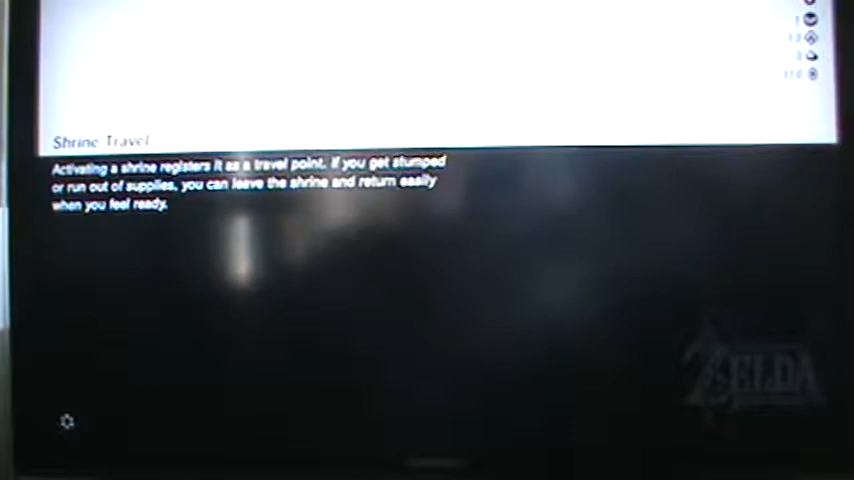 Shrine Travel
Activating a shrine registers it as a travel point. If you get stumped
or run out of supplies, you can leave the shrine and return easily
when you feel ready.
ZELDA